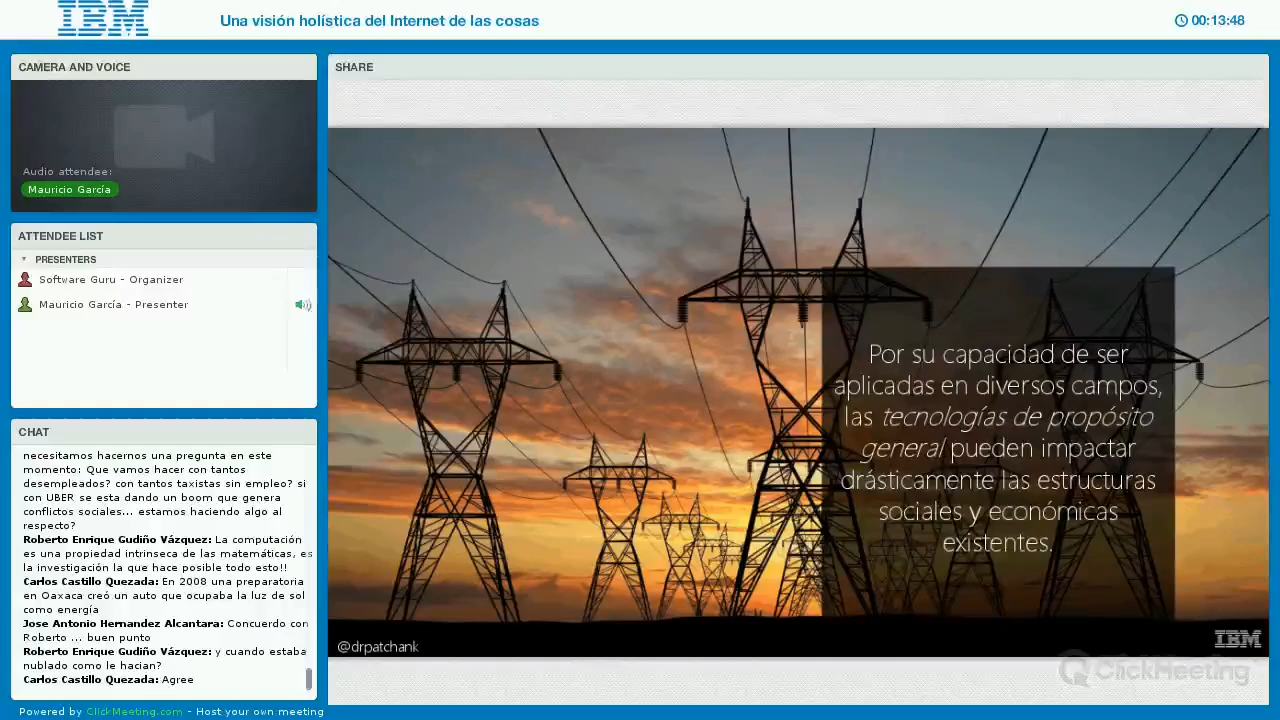 IBM
Una visión holística del Internet de las cosas
00:13:48
CAMERA AND VOICE
Audio attendee:
Mauricio García
ATTENDEE LIST
PRESENTERS
Software Guru - Organizer
Mauricio García - Presenter
CHAT
necesitamos hacernos una pregunta en este
momento: Que vamos hacer con tantos
desempleados? con tantos taxistas sin empleo? si
con UBER se esta dando un boom que genera
conflictos sociales... estamos haciendo algo al
respecto?
Roberto Enrique Gudiño Vázquez: La computación
es una propiedad intrinseca de las matemáticas, es
la investigación la que hace posible todo esto!!
Carlos Castillo Quezada: En 2008 una preparatoria
en Oaxaca creó un auto que ocupaba la luz de sol
como energía
Jose Antonio Hernandez Alcantara: Concuerdo con
Roberto ... buen punto
Roberto Enrique Gudiño Vázquez: y cuando estaba
nublado como le hacian?
Carlos Castillo Quezada: Agree
Powered by ClickMeeting.com - Host your own meeting
SHARE
Por su capacidad de ser
aplicadas en diversos campos,
las tecnologías de propósito
general pueden impactar
drásticamente las estructuras
sociales y económicas
existentes.
@drpatchank
IBM
ClickMeeting